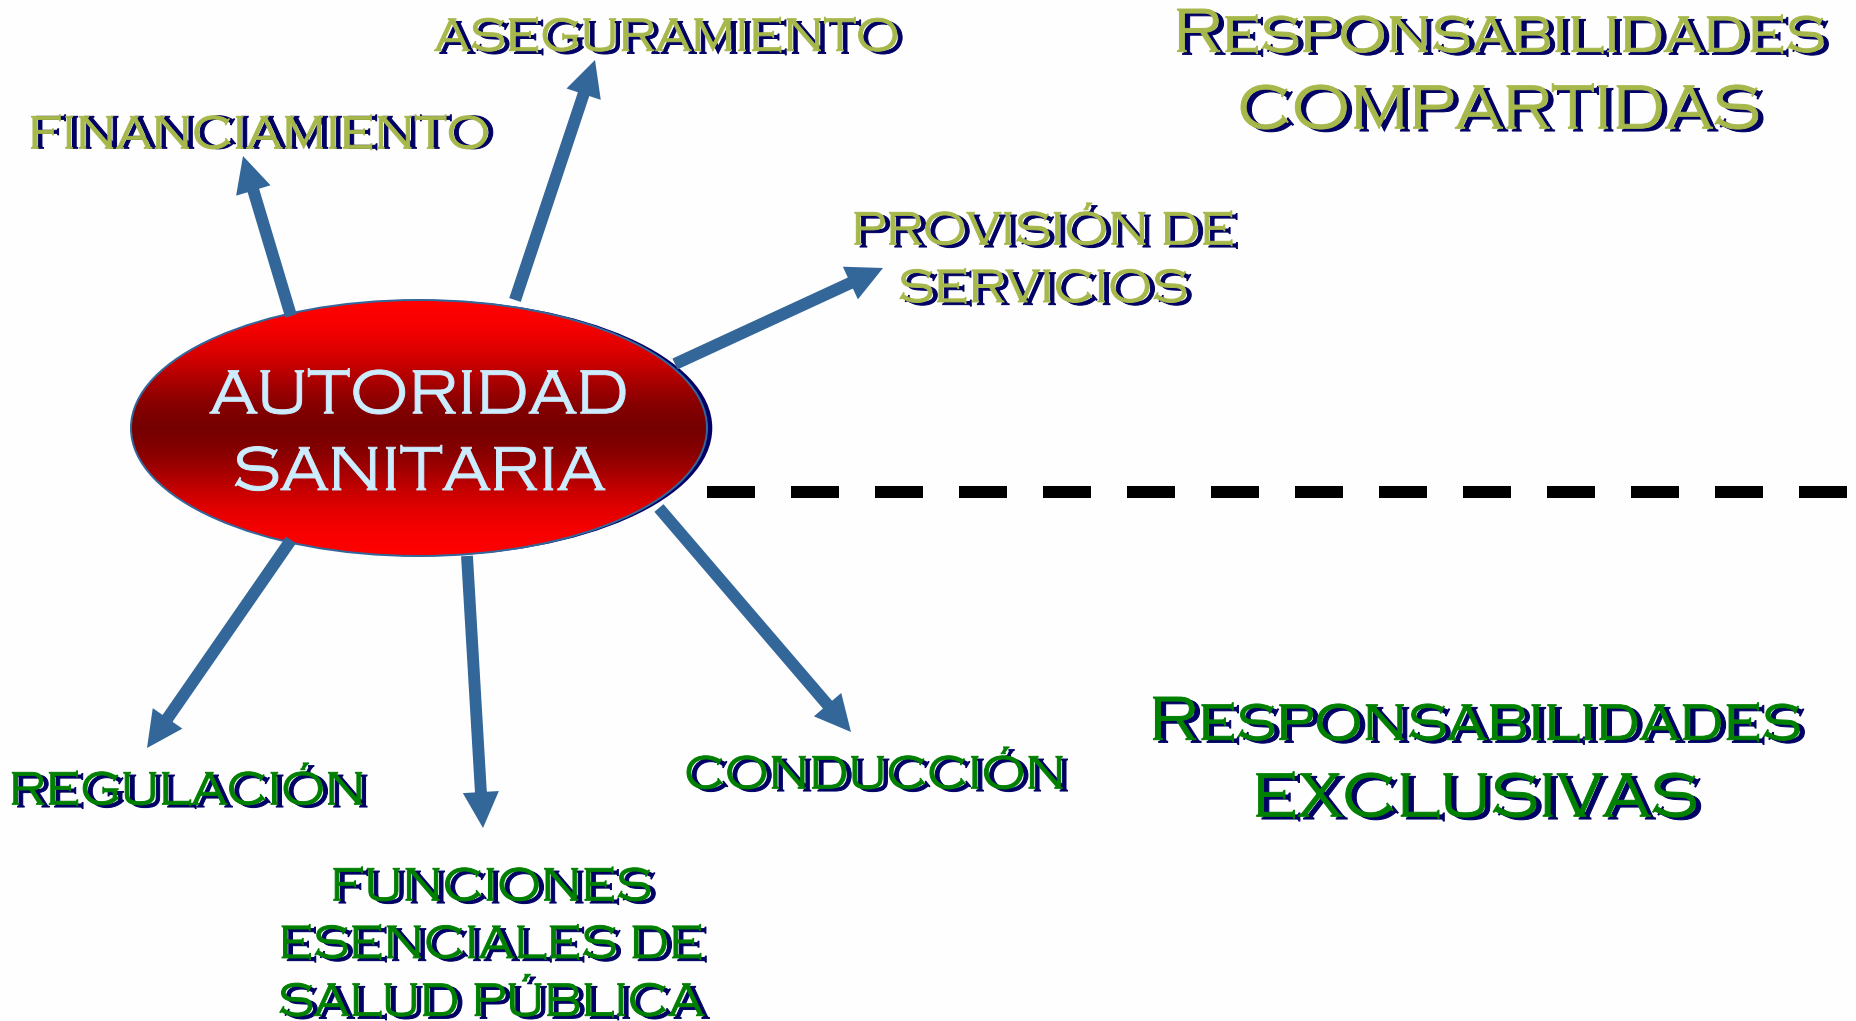 ASEGURAMIENTO
RESPONSABILIDADES
COMPARTIDAS
FINANCIAMIENTO
PROVISIÓN DE
SERVICIOS
AUTORIDAD
SANITARIA
RESPONSABILIDADES
EXCLUSIVAS
REGULACIÓN
CONDUCCIÓN
FUNCIONES
ESENCIALES DE
SALUD PÚBLICA